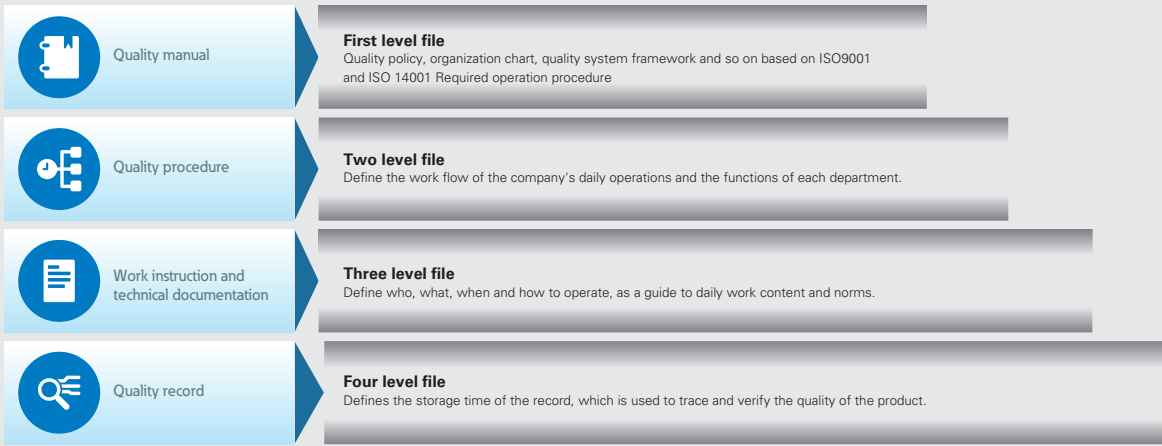 Quality manual
First level file
Quality policy, organization chart, quality system framework and so on based on ISO9001
and ISO 14001 Required operation procedure
Quality procedure
Two level file
Define the work flow of the company's daily operations and the functions of each department.
Work instruction and
technical documentation
Three level file
Define who, what, when and how to operate, as a guide to daily work content and norms.
Quality record
Four level file
Defines the storage time of the record, which is used to trace and verify the quality of the product.